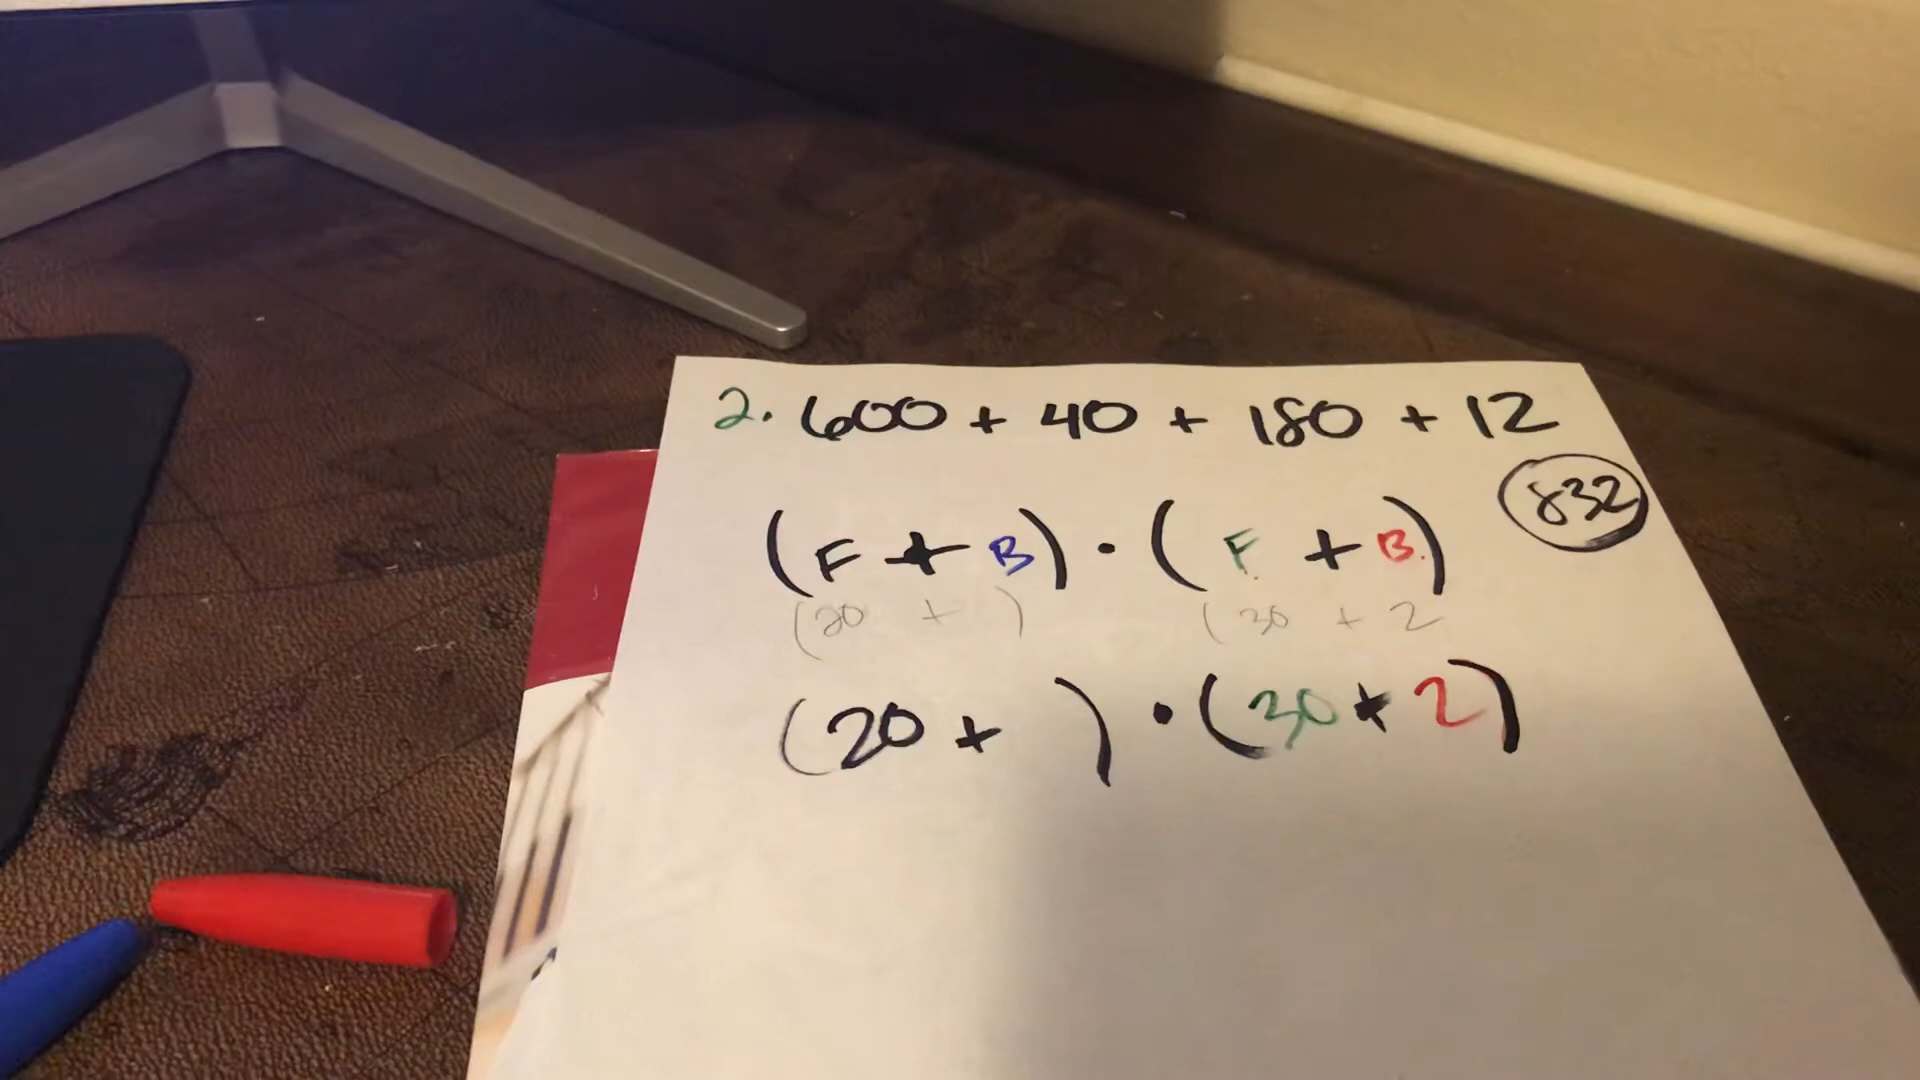 2. 600 + 40 + 180 + 12
832
(F + B) · (F. + B.)
(20 + ) (30 + 2
(20 + ) · (30 + 2)